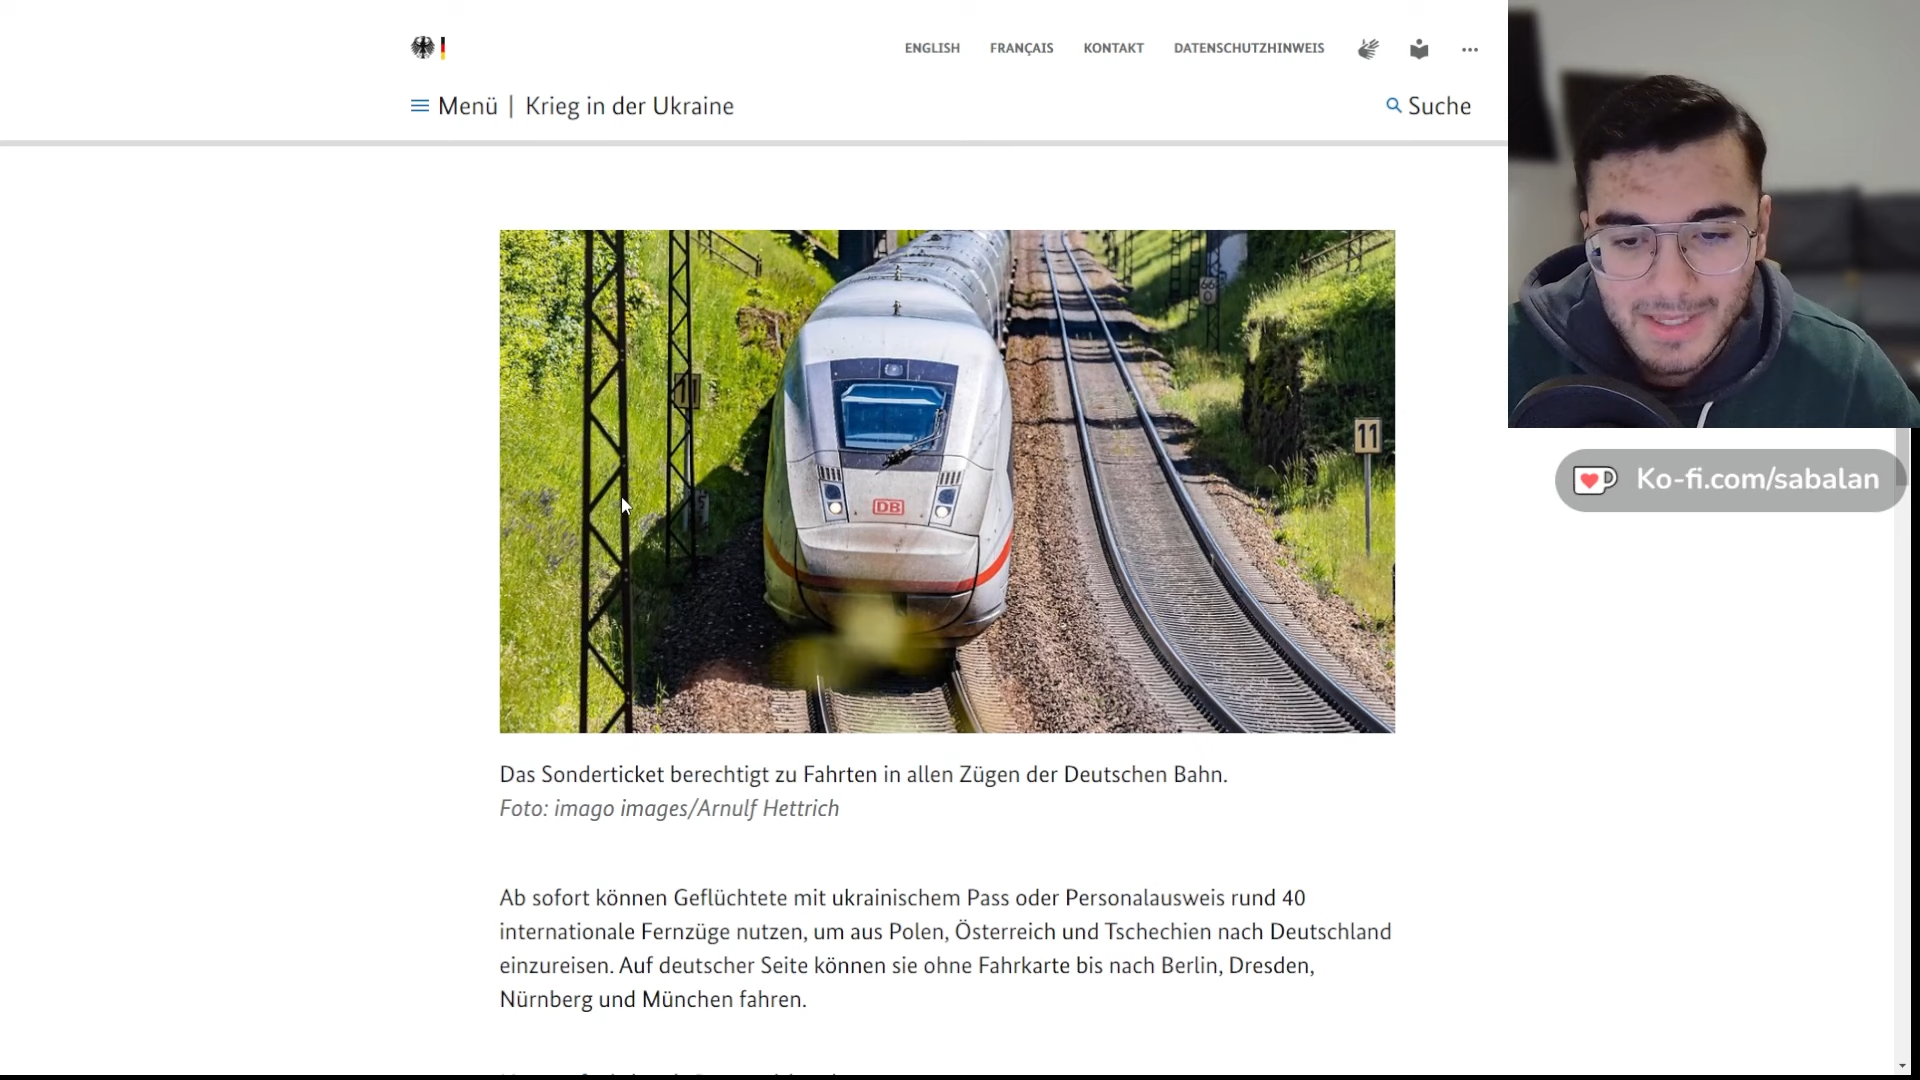 ENGLISH FRANÇAIS KONTAKT DATENSCHUTZHINWEIS
Menü | Krieg in der Ukraine
Suche
11
DB
Ko-fi.com/sabalan
Das Sonderticket berechtigt zu Fahrten in allen Zügen der Deutschen Bahn.
Foto: imago images/Arnulf Hettrich
Ab sofort können Geflüchtete mit ukrainischem Pass oder Personalausweis rund 40
internationale Fernzüge nutzen, um aus Polen, Österreich und Tschechien nach Deutschland
einzureisen. Auf deutscher Seite können sie ohne Fahrkarte bis nach Berlin, Dresden,
Nürnberg und München fahren.